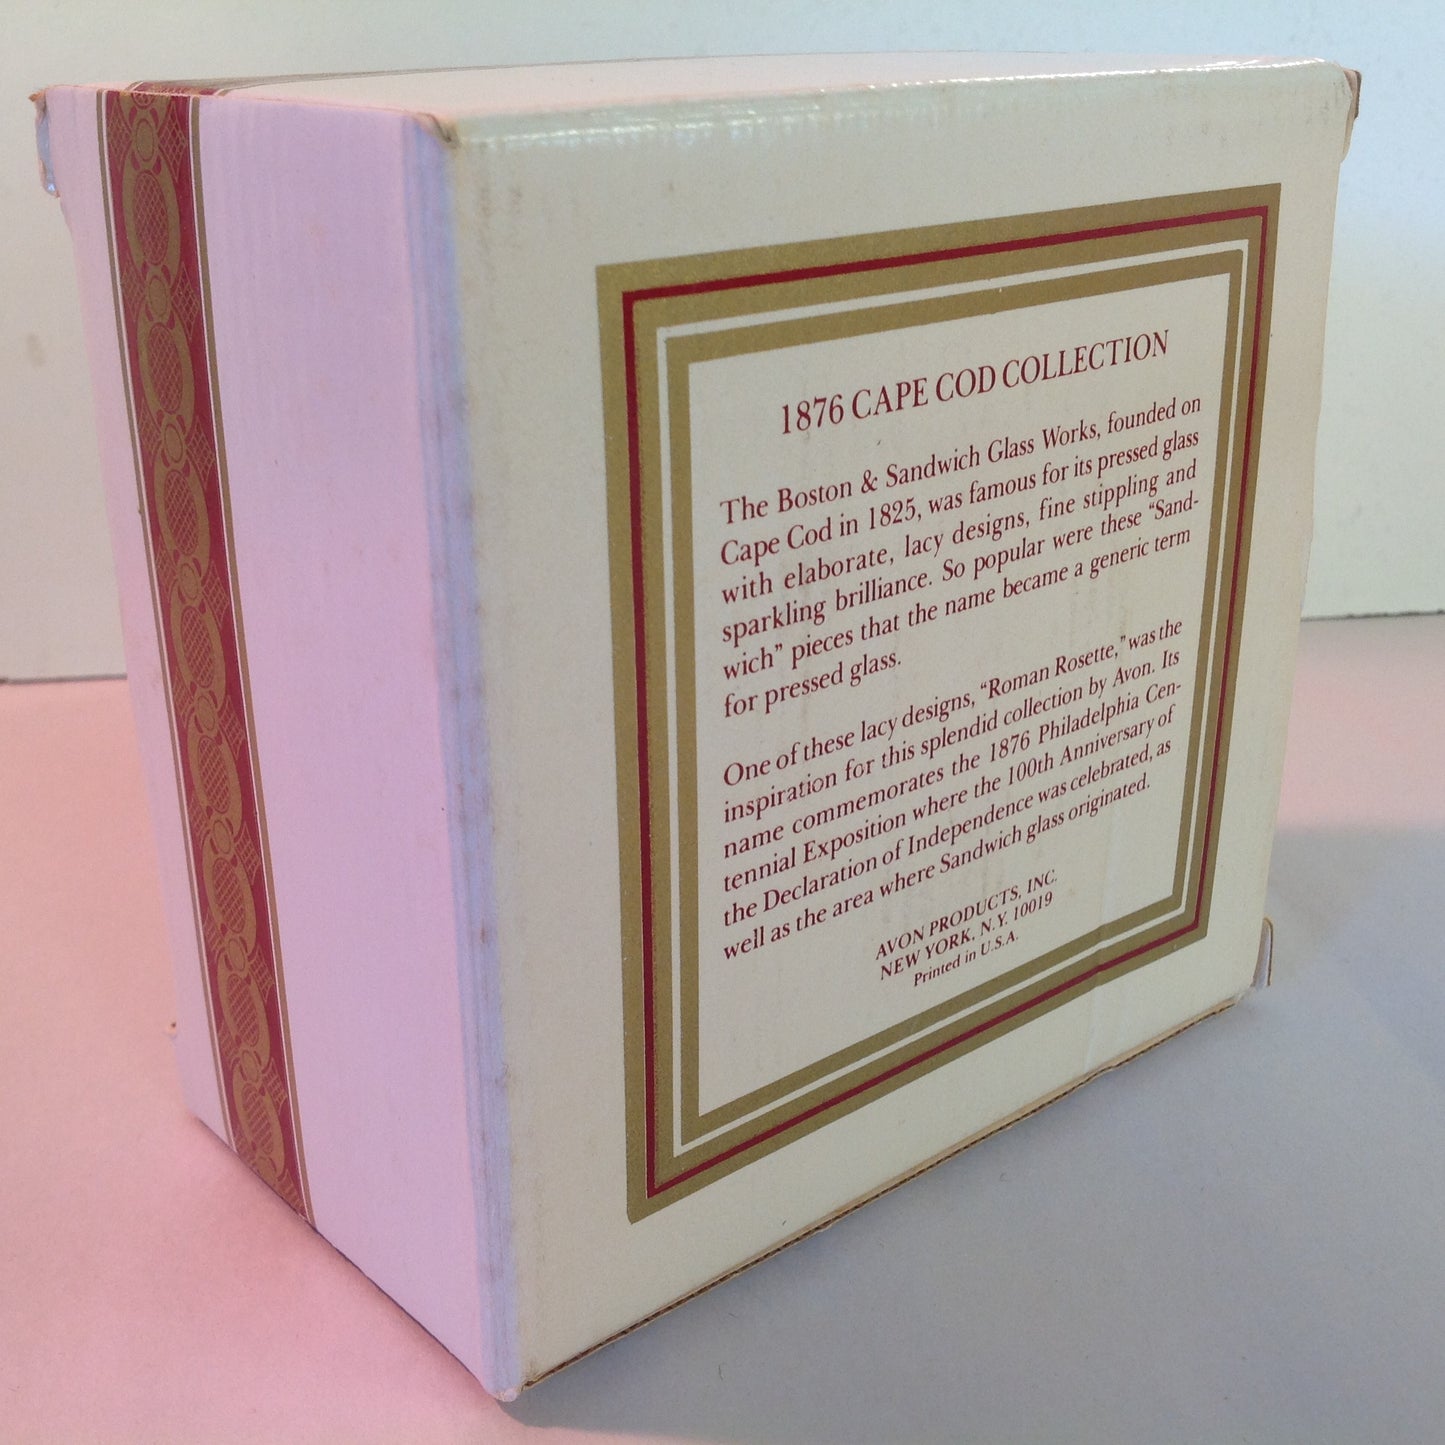 1876 CAPE COD COLLECTION
The Boston & Sandwich Glass Works, founded on
Cape Cod in 1825, was famous for its pressed glass
with elaborate, lacy designs, fine stippling and
sparkling brilliance. So popular were these “Sand-
wich” pieces that the name became a generic term
for pressed glass.
One of these lacy designs, “Roman Rosette,” was the
inspiration for this splendid collection by Avon. Its
name commemorates the 1876 Philadelphia Cen-
tennial Exposition where the 100th Anniversary of
the Declaration of Independence was celebrated, as
well as the area where Sandwich glass originated.
AVON PRODUCTS, INC.
NEW YORK, N.Y. 10019
Printed in U.S.A.